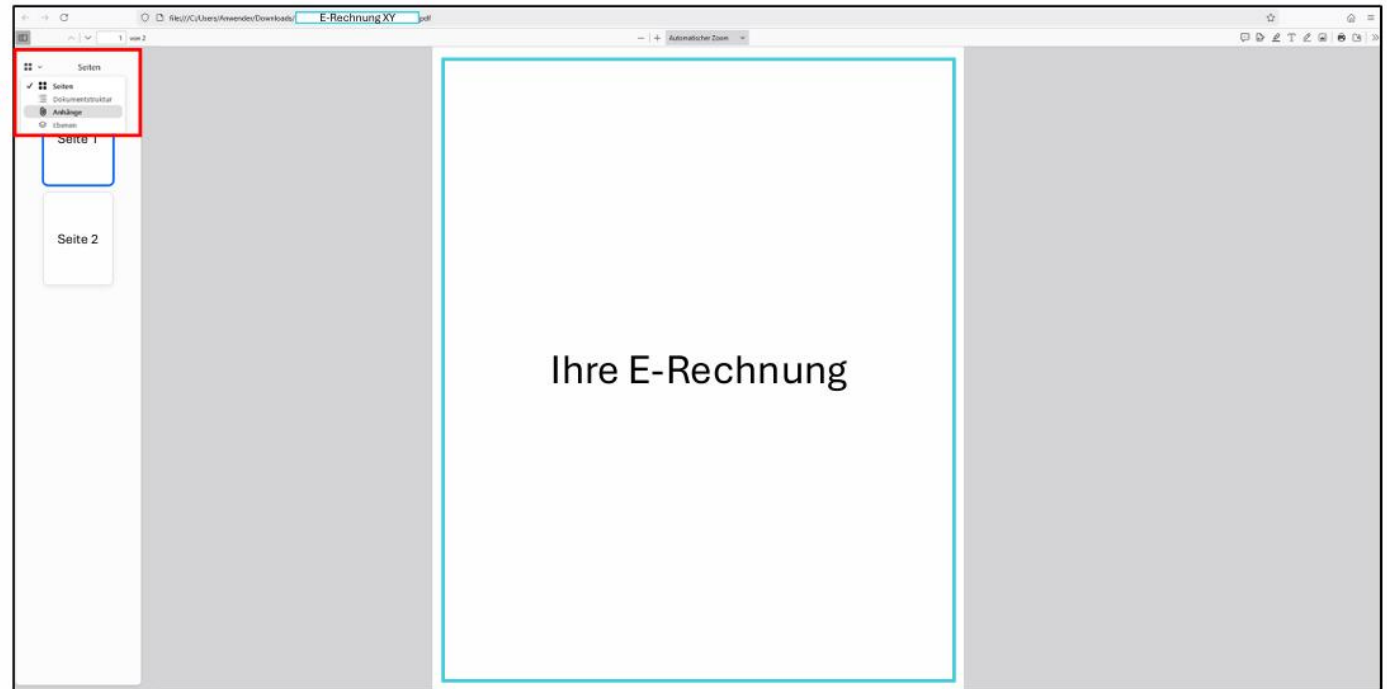 file:///C:/Users/Anwender/Downloads/ E-Rechnung XY .pdf
1 von 2
Automatischer Zoom
Seiten
Seiten
Dokumentstruktur
Anhänge
Ebenen
Seite 1
Seite 2
Ihre E-Rechnung